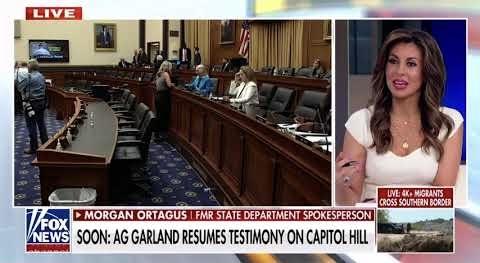 LIVE
LIVE: 4K+ MIGRANTS
CROSS SOUTHERN BORDER
FOX
NEWS
channel
MORGAN ORTAGUS | FMR STATE DEPARTMENT SPOKESPERSON
SOON: AG GARLAND RESUMES TESTIMONY ON CAPITOL HILL